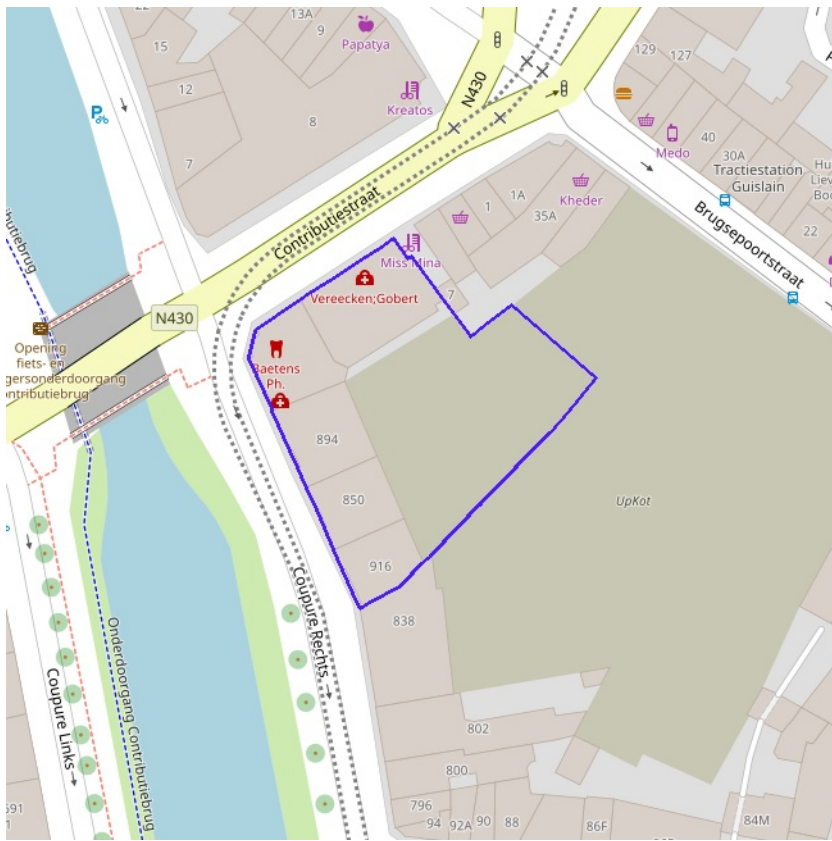 13A
9
Papatya
15
12
Kreatos
8
7
N430
129
127
40
Medo
30A
Tractiestation
Guislain
22
Brugsepoortstraat
Contributiestraat
1A
1
35A
Kheder
Miss Mina
7
Vereecken;Gobert
N430
Opening
fiets- en
Baetens
Ph.
894
850
916
838
UpKot
Coupure Rechts
Coupure Links
Onderdoorgang Contributiebrug
802
800
796
94
92A
90
88
86F
84M